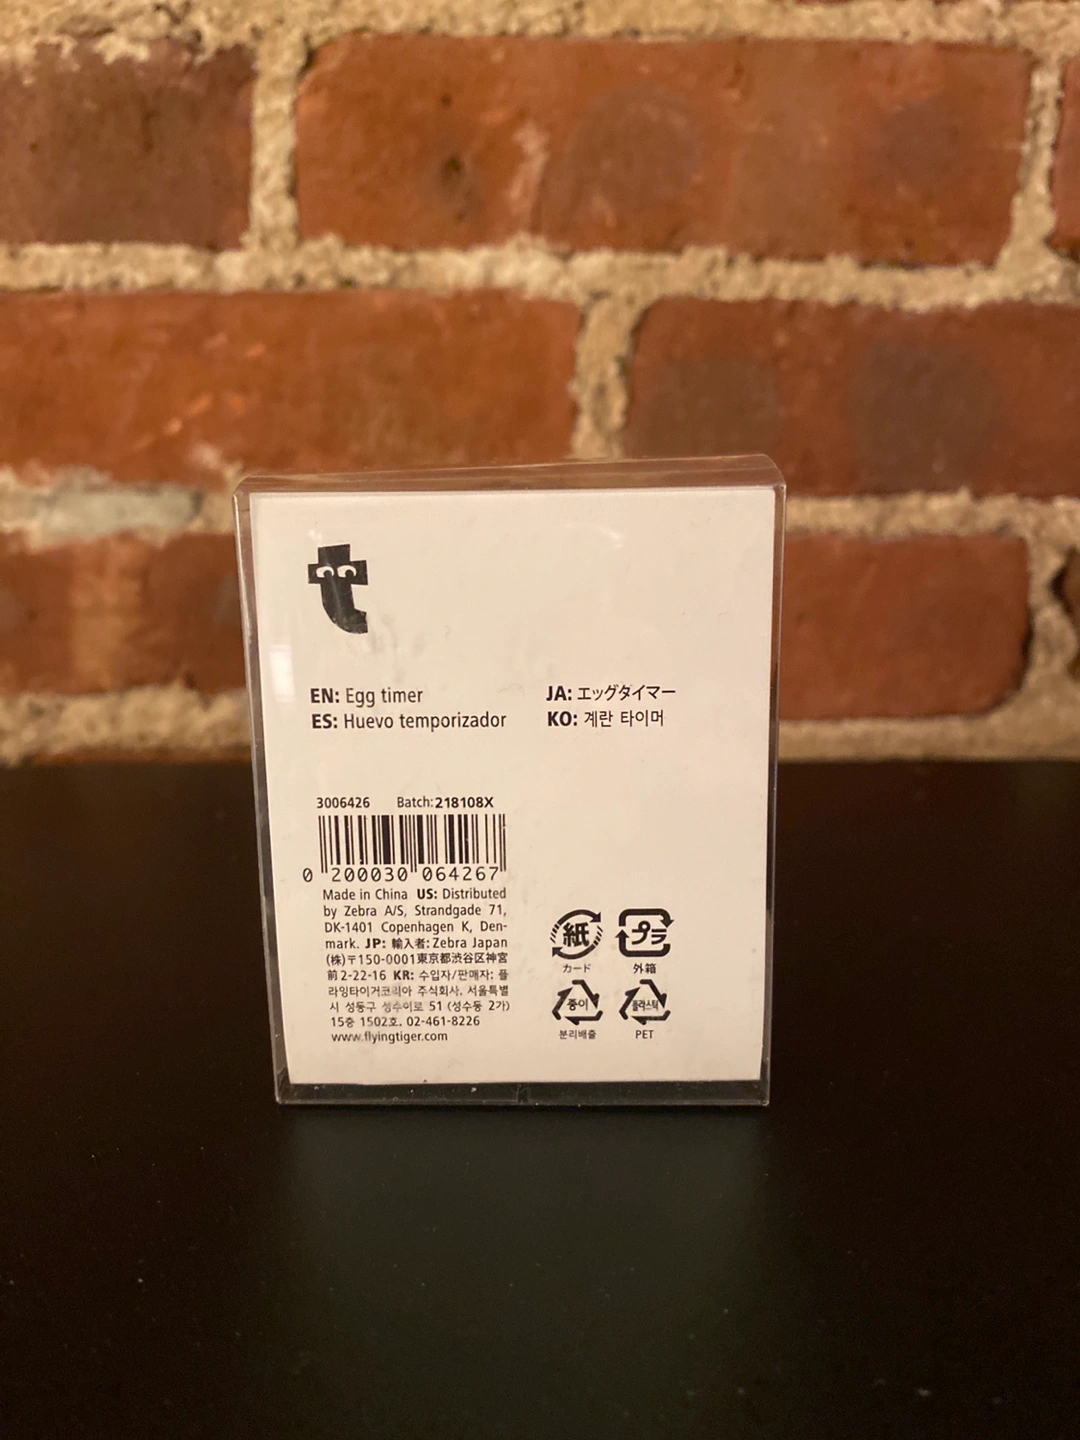 t
EN: Egg timer
ES: Huevo temporizador
JA: エッグタイマー
KO: 계란 타이머
3006426 Batch: 218108X
0 200030 064267
Made in China US: Distributed
by Zebra A/S, Strandgade 71,
DK-1401 Copenhagen K, Den-
mark. JP: 輸入者: Zebra Japan
(株)〒150-0001東京都渋谷区神宮
前2-22-16 KR: 수입자/판매자: 플
라잉타이거코리아 주식회사. 서울특별
시 성동구 성수이로 51 (성수동 2가)
15층 1502호. 02-461-8226
www.flyingtiger.com
紙
カード
プラ
外箱
종이
분리배출
플라스틱
PET